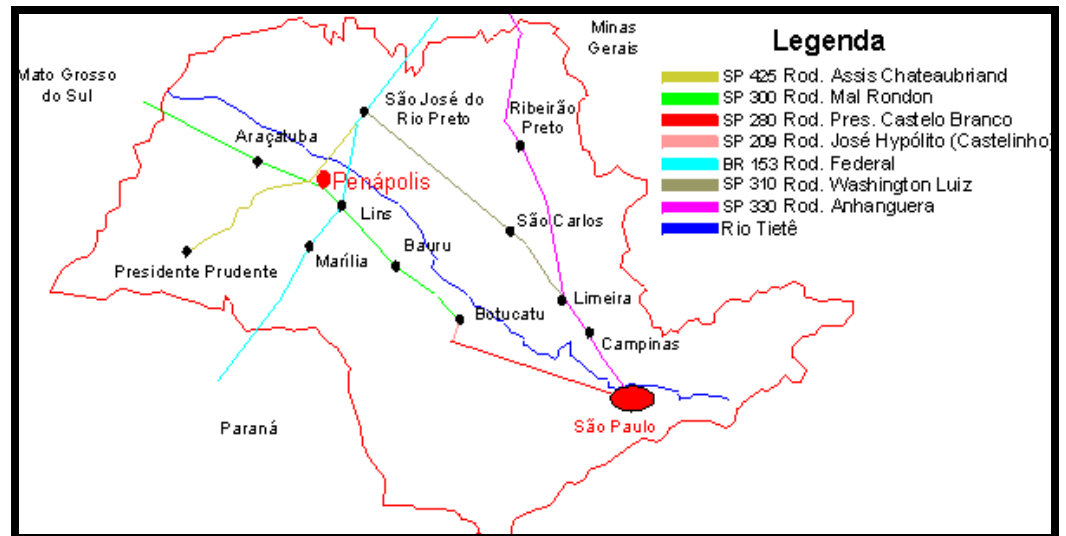 Minas
Gerais
Legenda
Mato Grosso
do Sul
SP 425 Rod. Assis Chateaubriand
SP 300 Rod. Mal Rondon
SP 280 Rod. Pres. Castelo Branco
SP 209 Rod. José Hypólito (Castelinho)
BR 153 Rod. Federal
SP 310 Rod. Washington Luiz
SP 330 Rod. Anhanguera
Rio Tietê
São José do
Rio Preto
Ribeirão
Preto
Araçatuba
Penápolis
Lins
São Carlos
Bauru
Marília
Presidente Prudente
Limeira
Botucatu
Campinas
São Paulo
Paraná